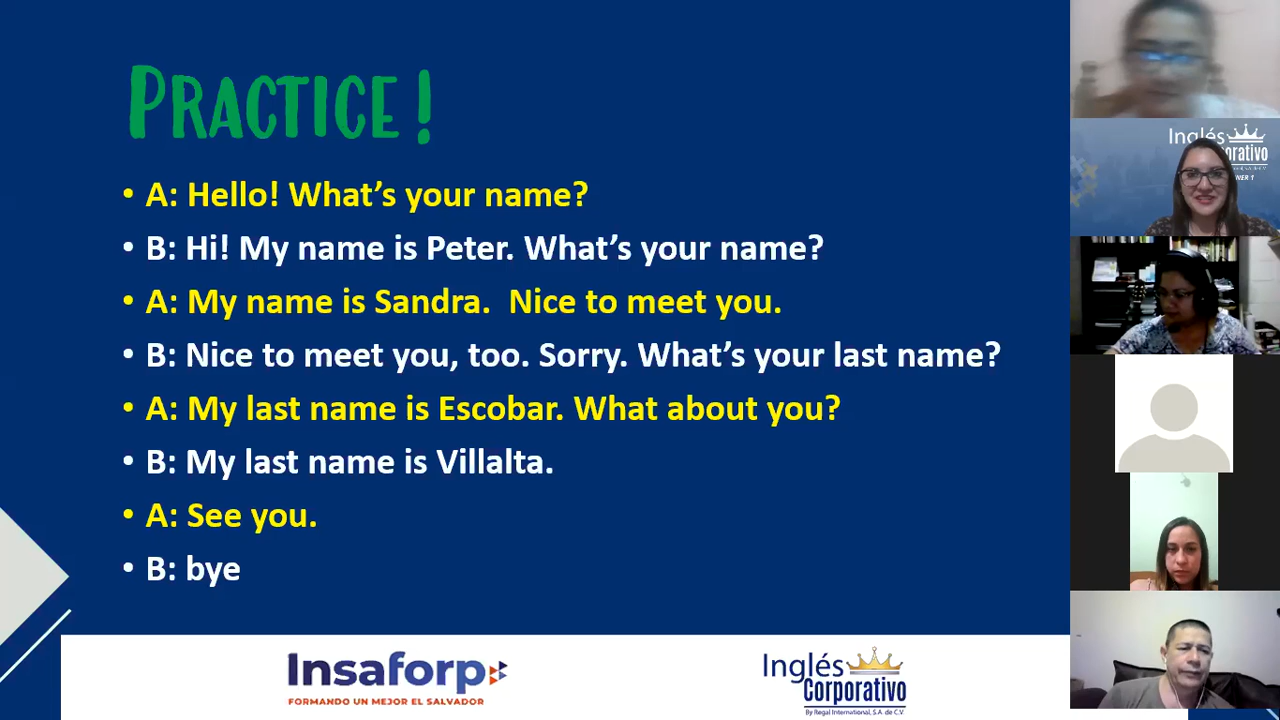 PRACTICE!
• A: Hello! What's your name?
• B: Hi! My name is Peter. What's your name?
• A: My name is Sandra. Nice to meet you.
• B: Nice to meet you, too. Sorry. What's your last name?
• A: My last name is Escobar. What about you?
• B: My last name is Villalta.
• A: See you.
• B: bye
Insaforp
FORMANDO UN MEJOR EL SALVADOR
Inglés
Corporativo
By Regal International, S.A. de C.V.
Inglés
orativo
NER 1